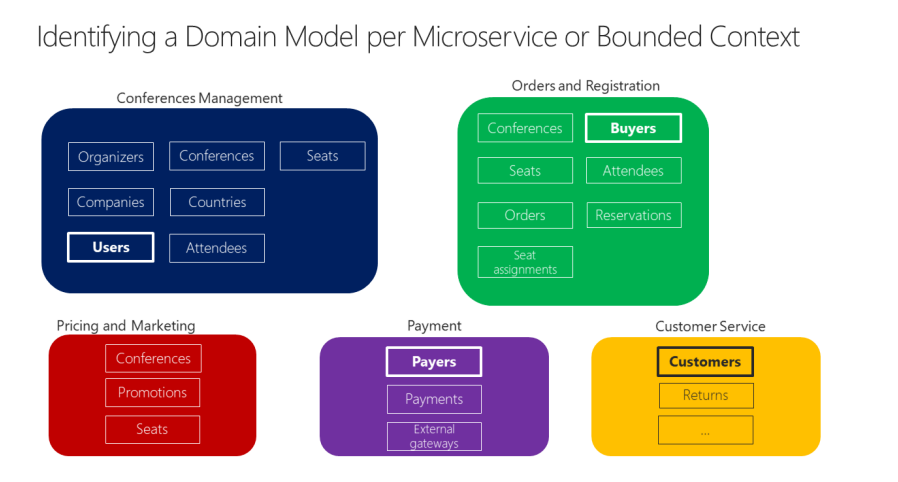 Identifying a Domain Model per Microservice or Bounded Context
Conferences Management
Organizers
Conferences
Seats
Companies
Countries
Users
Attendees
Orders and Registration
Conferences
Buyers
Seats
Attendees
Orders
Reservations
Seat
assignments
Pricing and Marketing
Conferences
Promotions
Seats
Payment
Payers
Payments
External
gateways
Customer Service
Customers
Returns
...